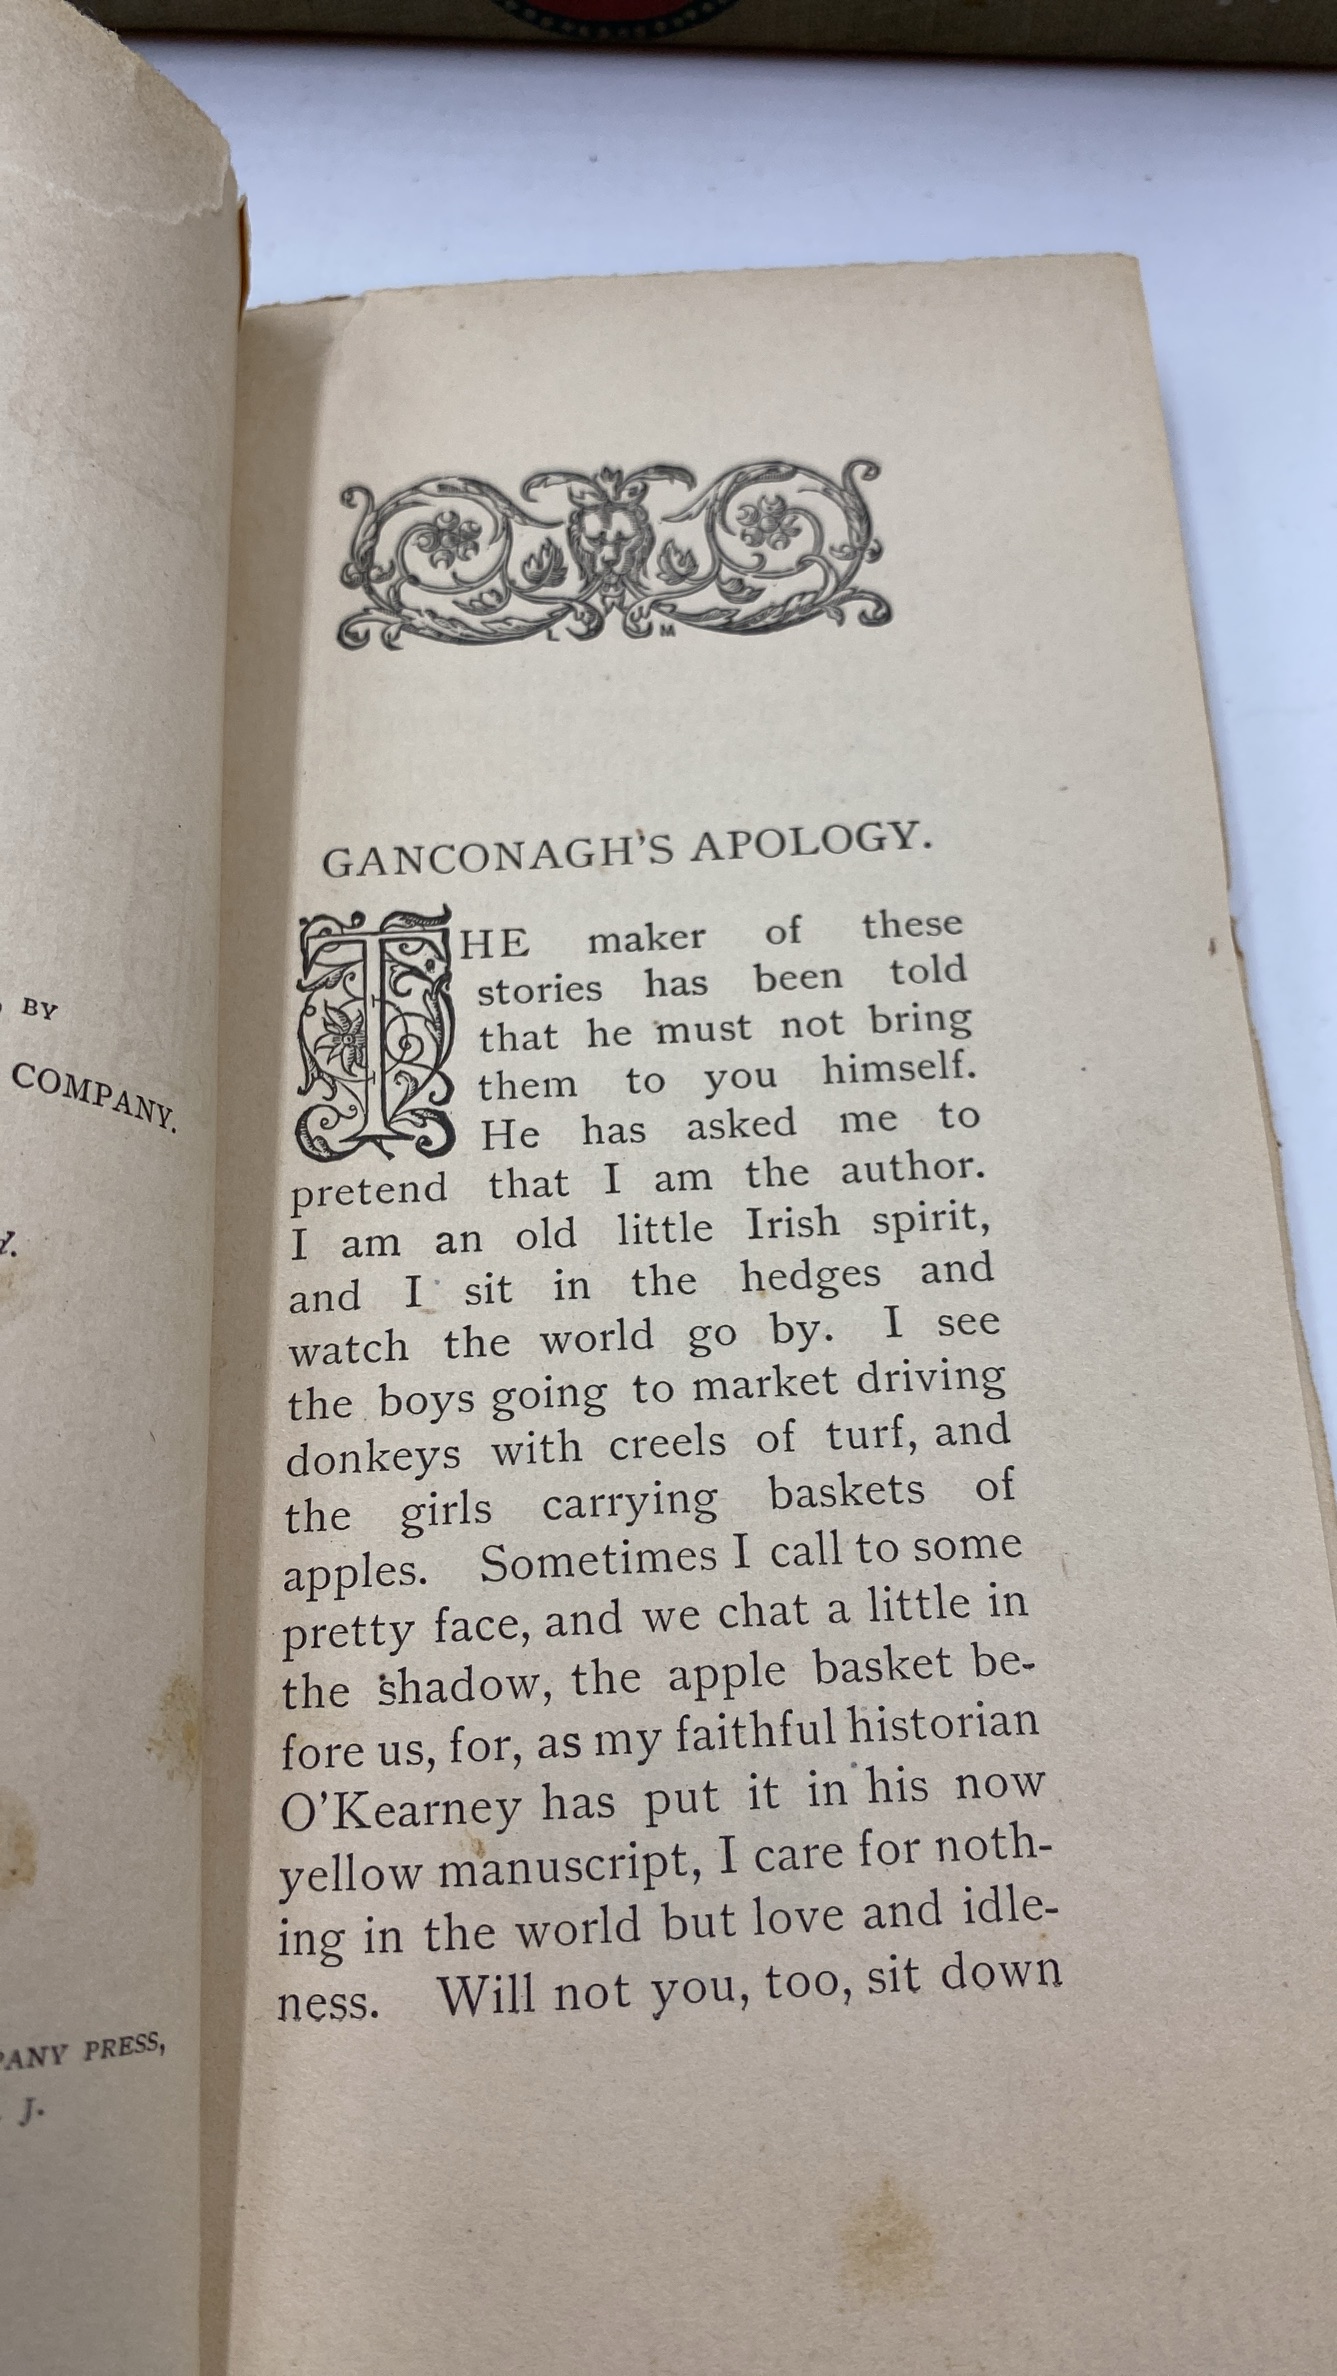 BY
COMPANY.
PANY PRESS,
J.
L M
GANCONAGH'S APOLOGY.
THE maker of these
stories has been told
that he must not bring
them to you himself.
He has asked me to
pretend that I am the author.
I am an old little Irish spirit,
and I sit in the hedges and
watch the world go by. I see
the boys going to market driving
donkeys with creels of turf, and
the girls carrying baskets of
apples. Sometimes I call to some
pretty face, and we chat a little in
the shadow, the apple basket be-
fore us, for, as my faithful historian
O'Kearney has put it in his now
yellow manuscript, I care for noth-
ing in the world but love and idle-
ness. Will not you, too, sit down